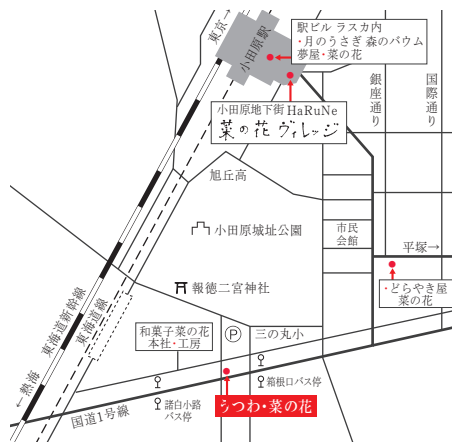 東京→
小田原駅
駅ビル ラスカ内
・月のうさぎ 森のバウム
夢屋・菜の花
小田原地下街 HaRuNe
菜の花 ヴィレッジ
銀座通り
国際通り
旭丘高
小田原城址公園
市民
会館
平塚→
報徳二宮神社
・どらやき屋
菜の花
東海道新幹線
東海道線
和菓子菜の花
本社・工房
P
三の丸小
←熱海
箱根口バス停
諸白小路
バス停
うつわ・菜の花
国道1号線